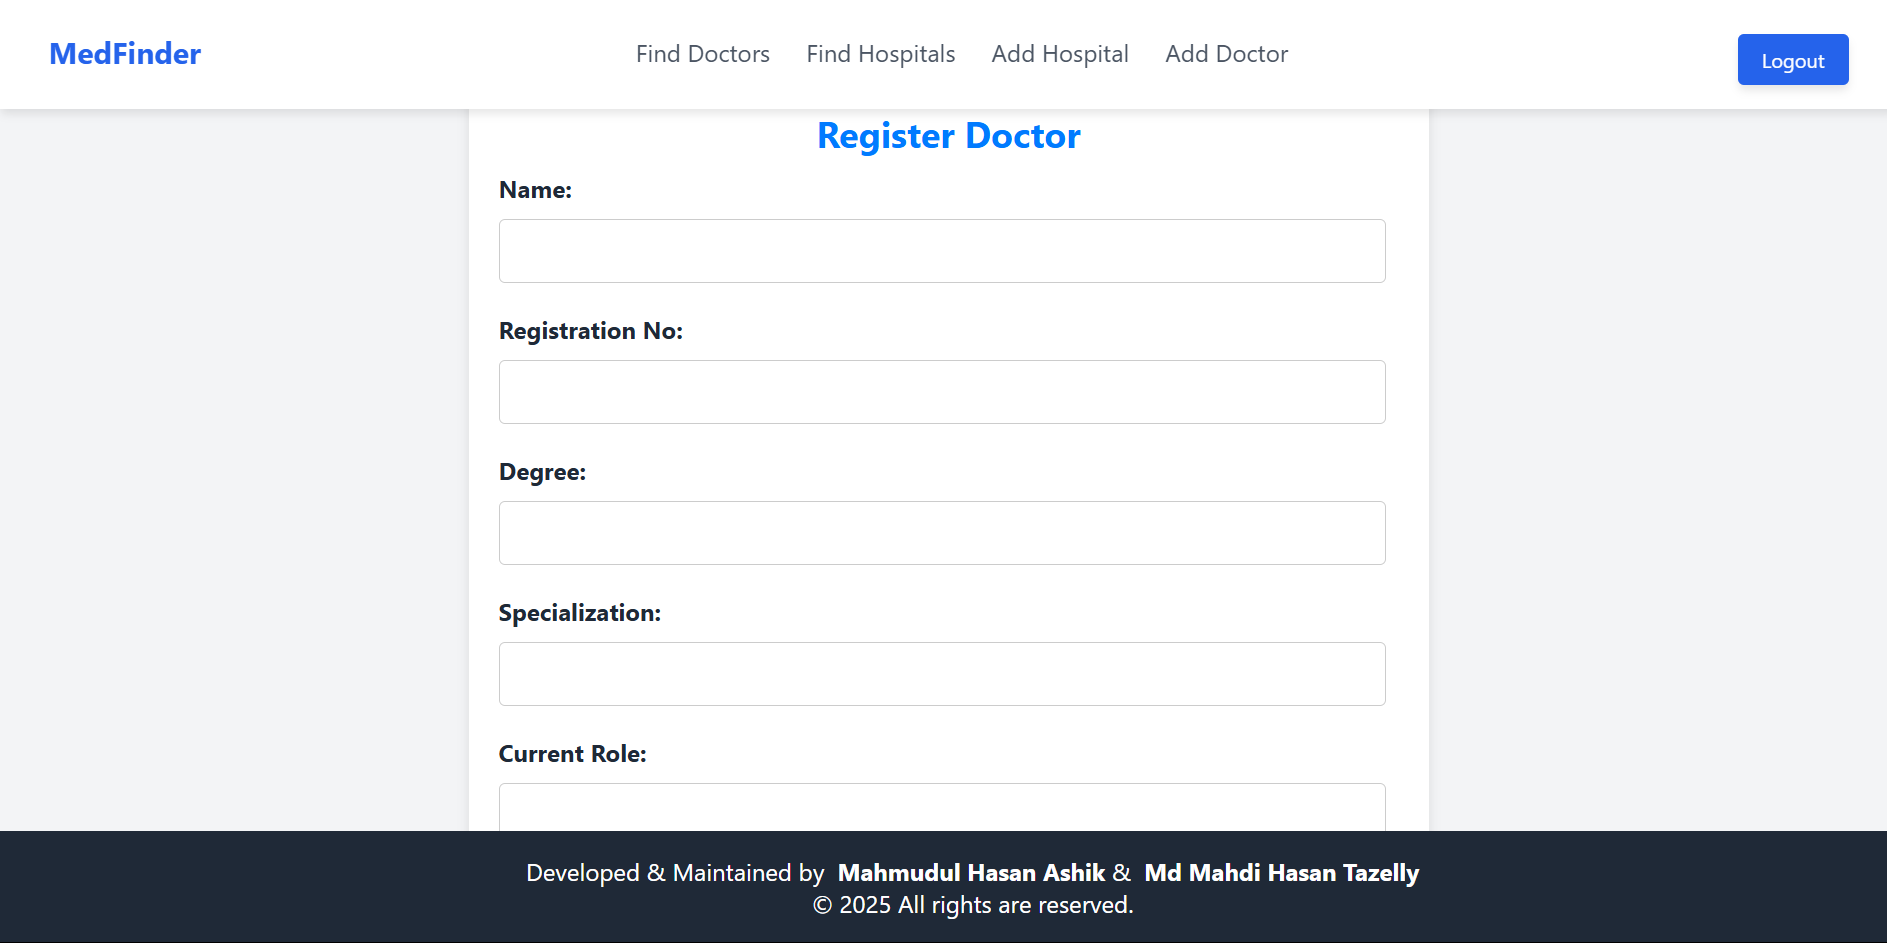 MedFinder
Find Doctors Find Hospitals Add Hospital Add Doctor
Logout
Register Doctor
Name:
Registration No:
Degree:
Specialization:
Current Role:
Developed & Maintained by Mahmudul Hasan Ashik & Md Mahdi Hasan Tazelly
© 2025 All rights are reserved.